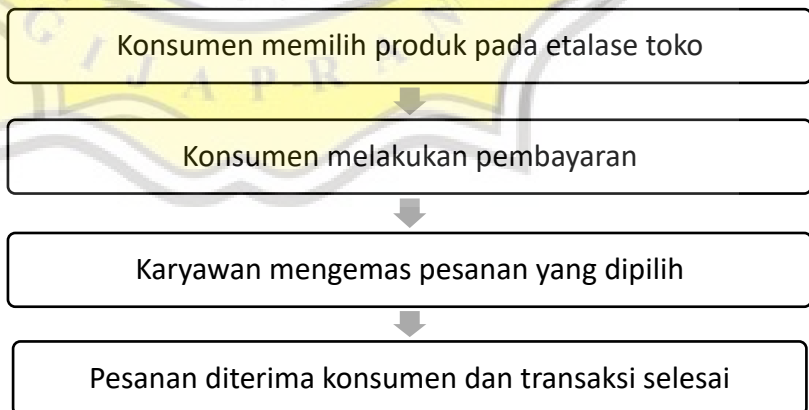 Konsumen memilih produk pada etalase toko
G I J A P R A N
Konsumen melakukan pembayaran
Karyawan mengemas pesanan yang dipilih
Pesanan diterima konsumen dan transaksi selesai